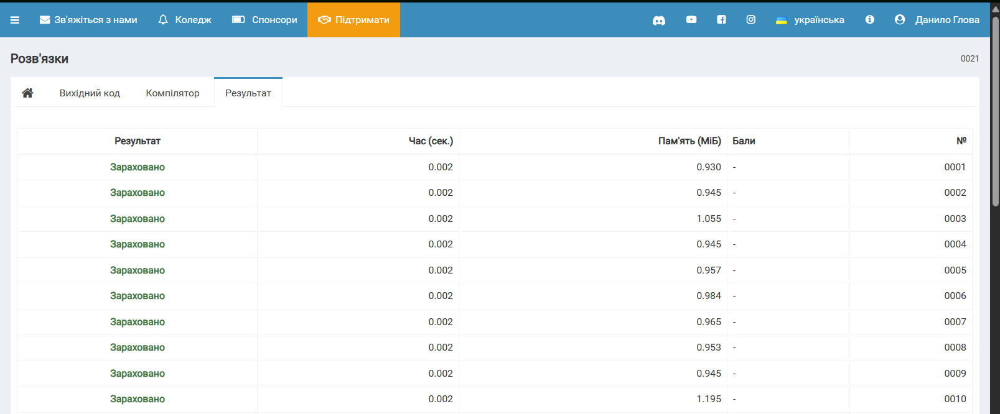 Зв'яжіться з нами Коледж Спонсори Підтримати українська Данило Глова
Розв'язки 0021
Вихідний код Компілятор Результат
Результат Час (сек.) Пам'ять (МіБ) Бали №
Зараховано 0.002 0.930 - 0001
Зараховано 0.002 0.945 - 0002
Зараховано 0.002 1.055 - 0003
Зараховано 0.002 0.945 - 0004
Зараховано 0.002 0.957 - 0005
Зараховано 0.002 0.984 - 0006
Зараховано 0.002 0.965 - 0007
Зараховано 0.002 0.953 - 0008
Зараховано 0.002 0.945 - 0009
Зараховано 0.002 1.195 - 0010